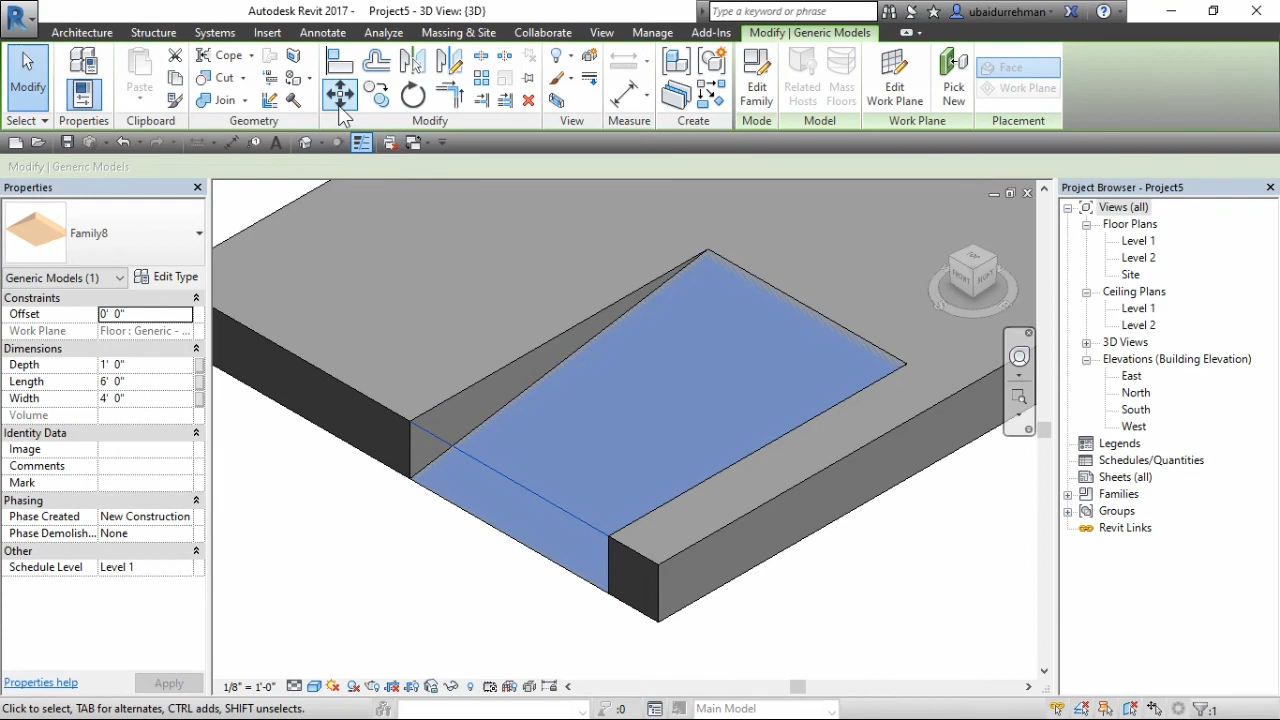 Autodesk Revit 2017 - Project5 - 3D View: {3D}
Type a keyword or phrase
ubaidurrehman
Architecture Structure Systems Insert Annotate Analyze Massing & Site Collaborate View Manage Add-Ins Modify | Generic Models
Modify
Paste
Cope
Cut
Join
Edit Family
Related Hosts
Mass Floors
Edit Work Plane
Pick New
Face
Work Plane
Select Properties Clipboard Geometry Modify View Measure Create Mode Model Work Plane Placement
Modify | Generic Models
Properties
Family8
Generic Models (1) Edit Type
Constraints
Offset 0' 0"
Work Plane Floor : Generic - ...
Dimensions
Depth 1' 0"
Length 6' 0"
Width 4' 0"
Volume
Identity Data
Image
Comments
Mark
Phasing
Phase Created New Construction
Phase Demolish... None
Other
Schedule Level Level 1
Properties help Apply
TOP
FRONT
RIGHT
Project Browser - Project5
Views (all)
Floor Plans
Level 1
Level 2
Site
Ceiling Plans
Level 1
Level 2
3D Views
Elevations (Building Elevation)
East
North
South
West
Legends
Schedules/Quantities
Sheets (all)
Families
Groups
Revit Links
1/8" = 1'-0"
Click to select, TAB for alternates, CTRL adds, SHIFT unselects.
:0
Main Model
:1